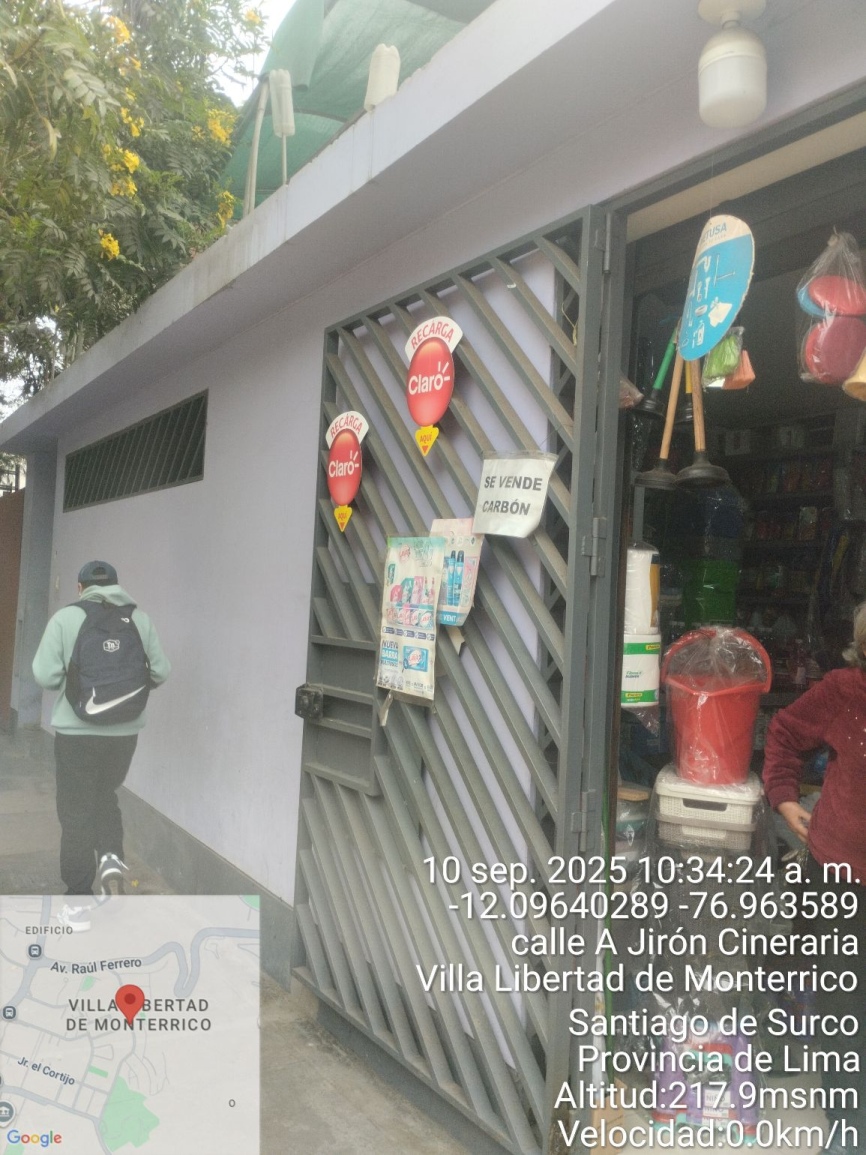 RECARGA
Claro
aquí
RECARGA
Claro
aquí
SE VENDE
CARBÓN
10 sep. 2025 10:34:24 a. m.
-12.09640289 -76.963589
calle A Jirón Cineraria
Villa Libertad de Monterrico
Santiago de Surco
Provincia de Lima
Altitud:217.9msnm
Velocidad:0.0km/h
EDIFICIO
Av. Raúl Ferrero
VILLA LIBERTAD
DE MONTERRICO
Jr. el Cortijo
Google